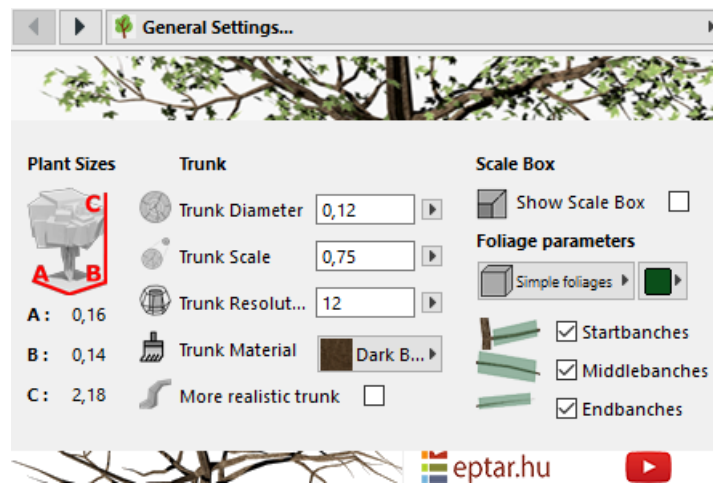 General Settings...
Plant Sizes
C
A B
A: 0,16
B: 0,14
C: 2,18
Trunk
Trunk Diameter 0,12
Trunk Scale 0,75
Trunk Resolut... 12
Trunk Material Dark B...
More realistic trunk
Scale Box
Show Scale Box
Foliage parameters
Simple foliages
Startbanches
Middlebanches
Endbanches
eptar.hu